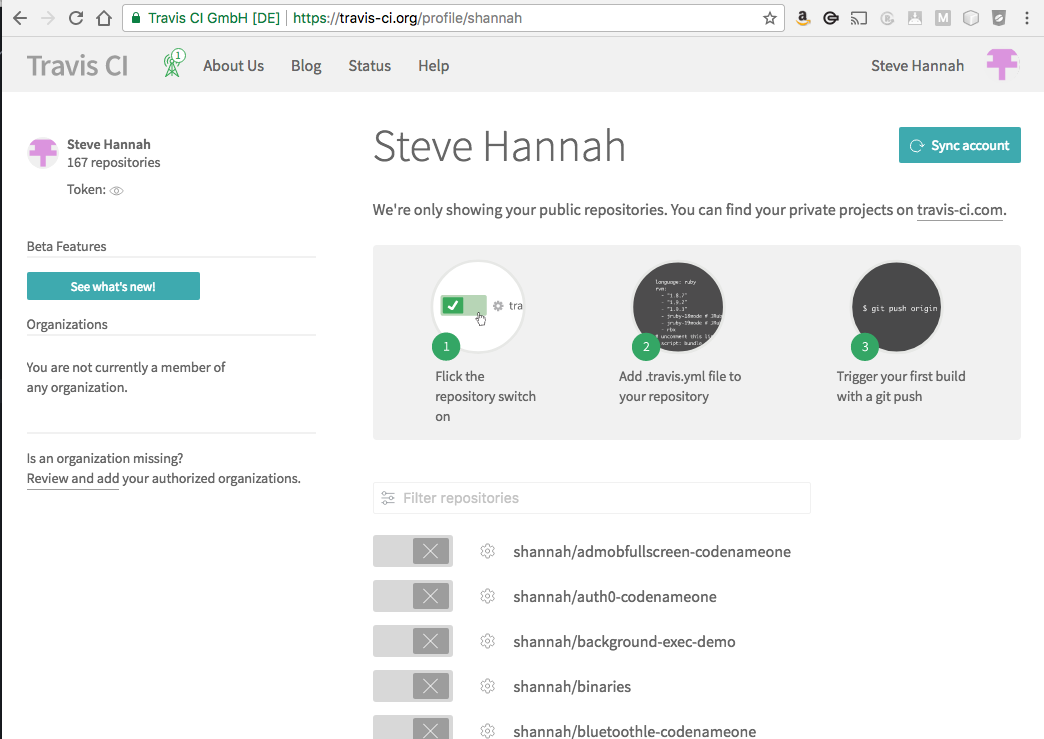 Travis CI GmbH [DE] https://travis-ci.org/profile/shannah
Travis CI
1
About Us
Blog
Status
Help
Steve Hannah
Steve Hannah
167 repositories
Token:
Beta Features
See what's new!
Organizations
You are not currently a member of
any organization.
Is an organization missing?
Review and add your authorized organizations.
Steve Hannah
Sync account
We're only showing your public repositories. You can find your private projects on travis-ci.com.
tra
1
Flick the
repository switch
on
language: ruby
rvm:
- "1.8.7"
- "1.9.2"
- "1.9.3"
- jruby-18mode # JRu
- jruby-19mode # JRu
- rbx
# uncomment this li
script: bundle
2
Add .travis.yml file to
your repository
$ git push origin
3
Trigger your first build
with a git push
Filter repositories
shannah/admobfullscreen-codenameone
shannah/auth0-codenameone
shannah/background-exec-demo
shannah/binaries
shannah/bluetoothle-codenameone